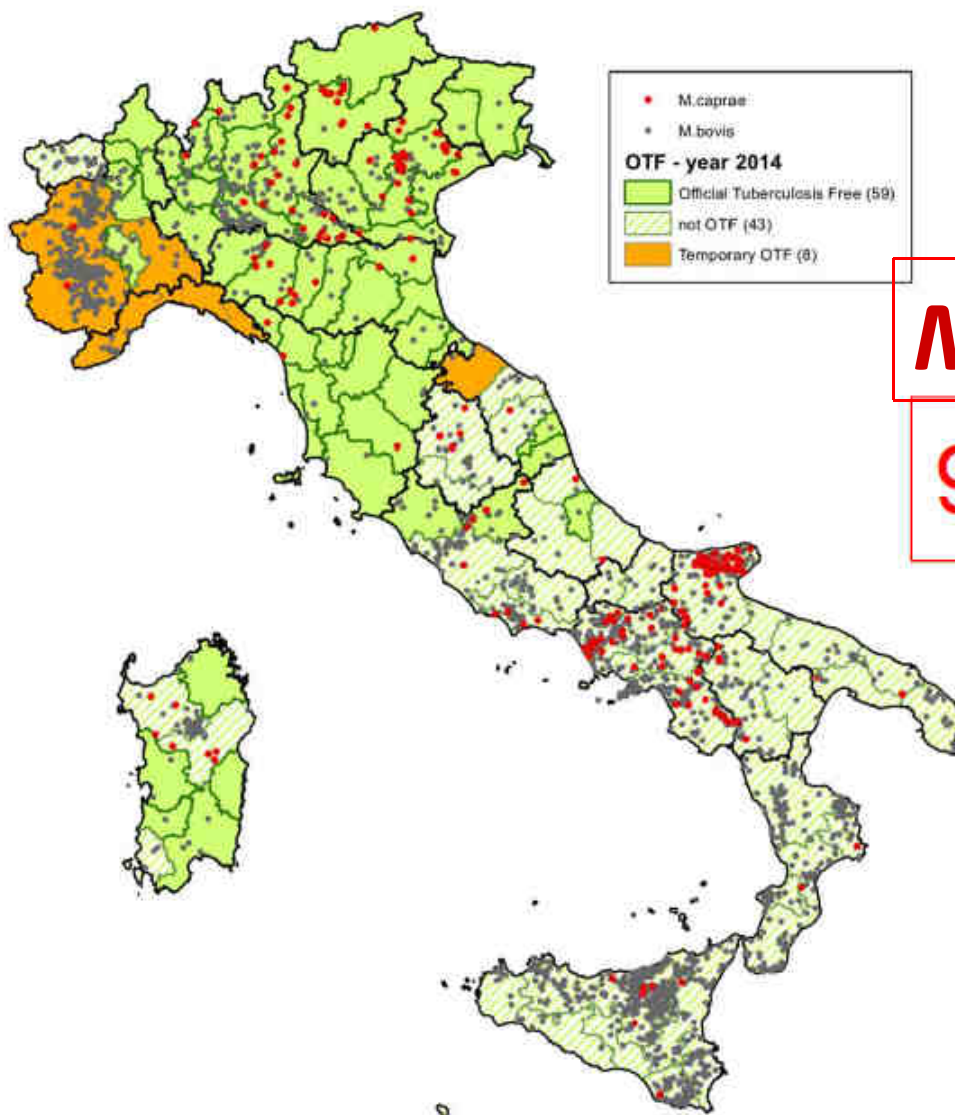 M.caprae
M.bovis
OTF - year 2014
Official Tuberculosis Free (59)
not OTF (43)
Temporary OTF (8)